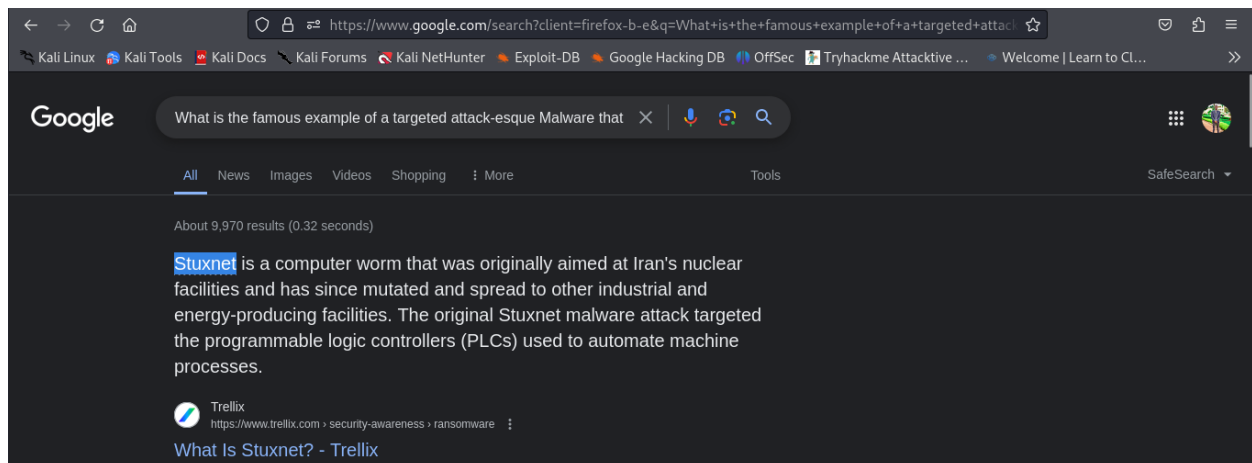 https://www.google.com/search?client=firefox-b-e&q=What+is+the+famous+example+of+a+targeted+attack
Kali Linux Kali Tools Kali Docs Kali Forums Kali NetHunter Exploit-DB Google Hacking DB OffSec Tryhackme Attacktive ... Welcome | Learn to Cl...
Google What is the famous example of a targeted attack-esque Malware that
All News Images Videos Shopping More Tools SafeSearch
About 9,970 results (0.32 seconds)
Stuxnet is a computer worm that was originally aimed at Iran's nuclear
facilities and has since mutated and spread to other industrial and
energy-producing facilities. The original Stuxnet malware attack targeted
the programmable logic controllers (PLCs) used to automate machine
processes.
Trellix
https://www.trellix.com › security-awareness › ransomware
What Is Stuxnet? - Trellix